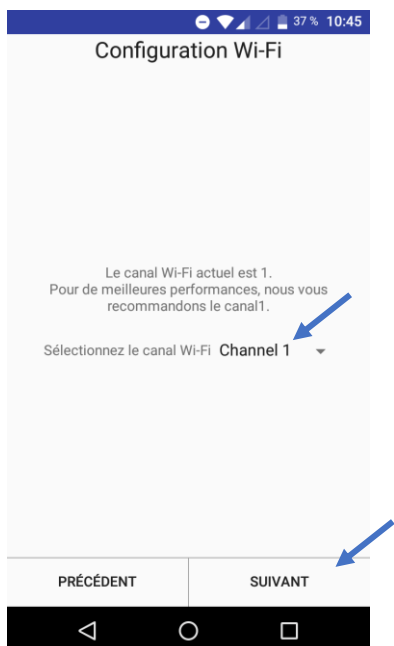 37 % 10:45
Configuration Wi-Fi
Le canal Wi-Fi actuel est 1.
Pour de meilleures performances, nous vous
recommandons le canal1.
Sélectionnez le canal Wi-Fi Channel 1
PRÉCÉDENT SUIVANT